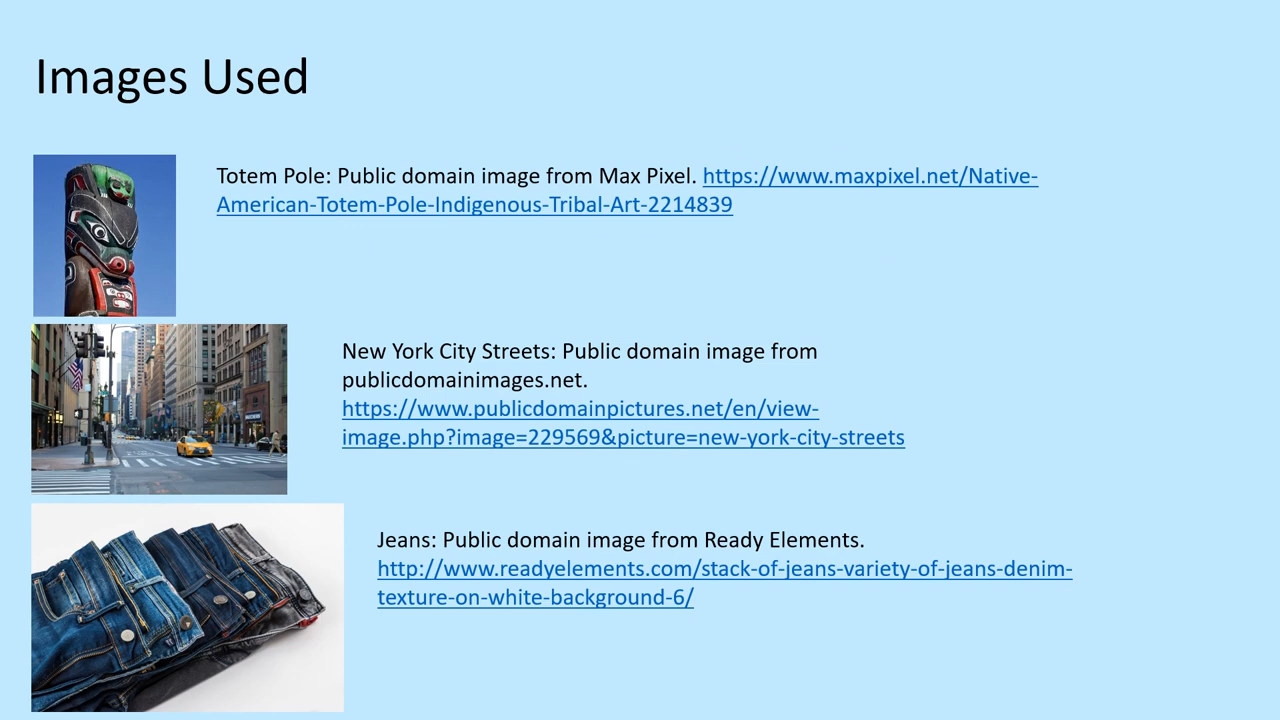 Images Used
Totem Pole: Public domain image from Max Pixel. https://www.maxpixel.net/Native-
American-Totem-Pole-Indigenous-Tribal-Art-2214839
New York City Streets: Public domain image from
publicdomainimages.net.
https://www.publicdomainpictures.net/en/view-
image.php?image=229569&picture=new-york-city-streets
Jeans: Public domain image from Ready Elements.
http://www.readyelements.com/stack-of-jeans-variety-of-jeans-denim-
texture-on-white-background-6/